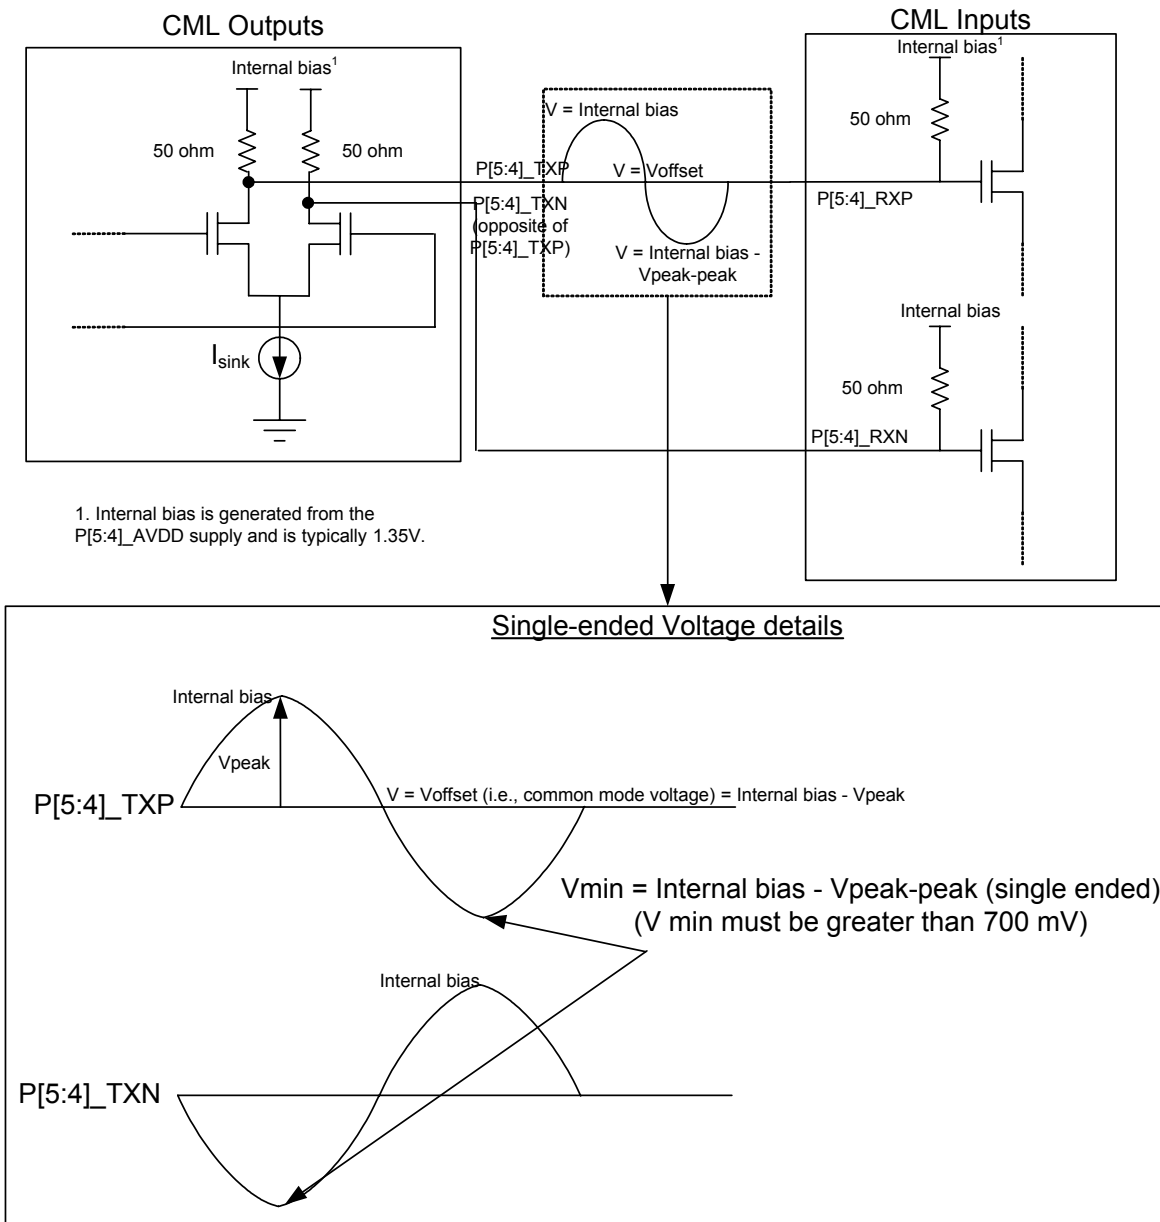 CML Outputs
CML Inputs
Internal bias1
Internal bias1
V = Internal bias
50 ohm
50 ohm
50 ohm
P[5:4]_TXP
V = Voffset
P[5:4]_RXP
P[5:4]_TXN
(opposite of
P[5:4]_TXP)
V = Internal bias -
Vpeak-peak
Internal bias
Isink
50 ohm
P[5:4]_RXN
1. Internal bias is generated from the
P[5:4]_AVDD supply and is typically 1.35V.
Single-ended Voltage details
Internal bias
Vpeak
P[5:4]_TXP
V = Voffset (i.e., common mode voltage) = Internal bias - Vpeak
Vmin = Internal bias - Vpeak-peak (single ended)
(V min must be greater than 700 mV)
Internal bias
P[5:4]_TXN